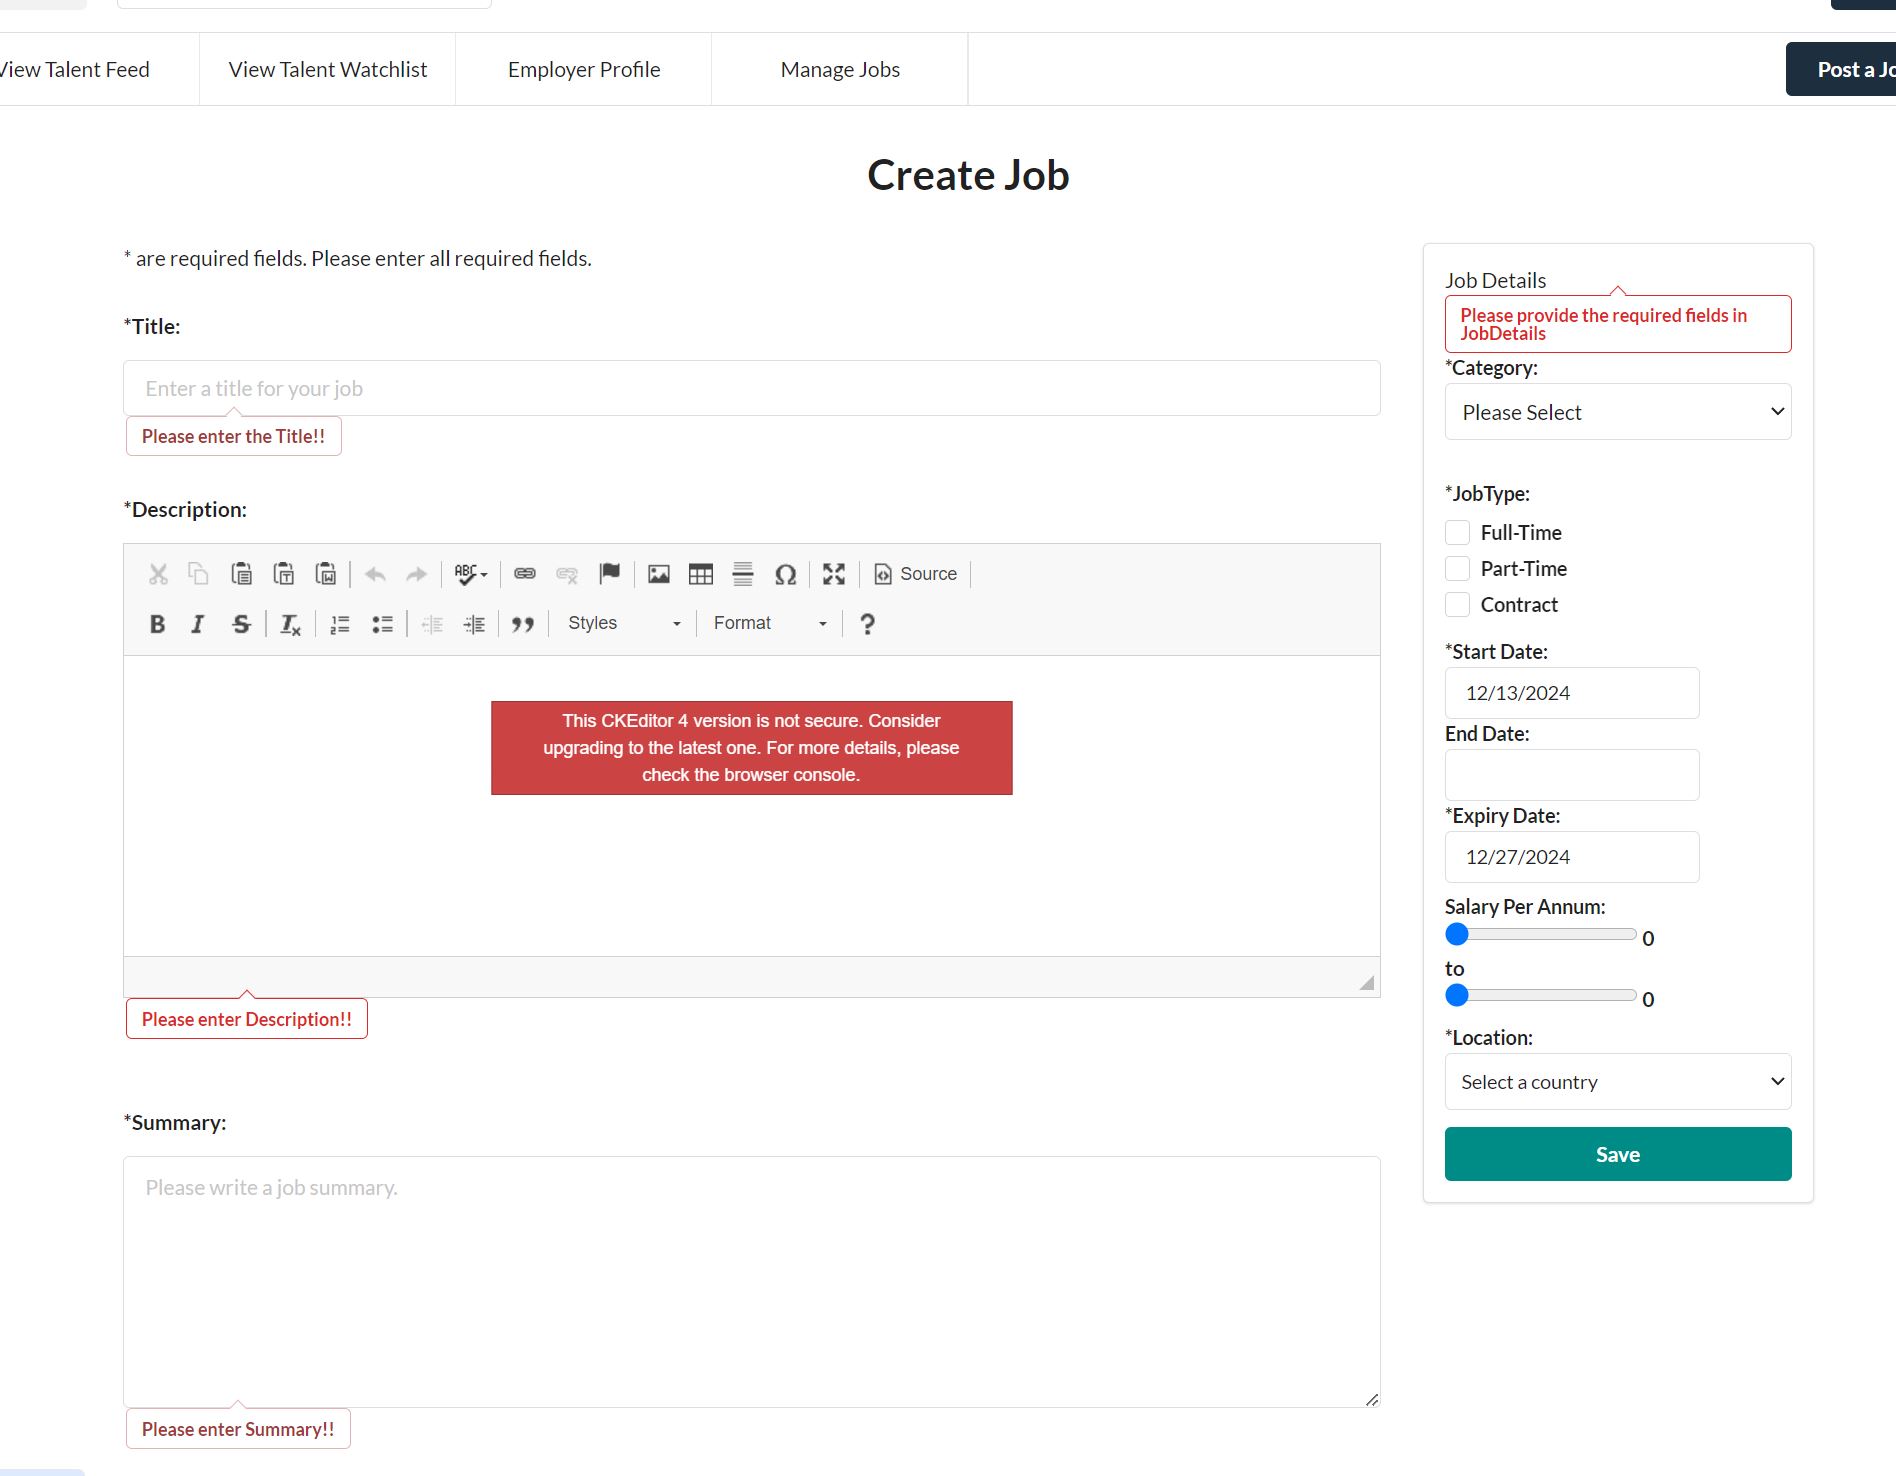 View Talent Feed
View Talent Watchlist
Employer Profile
Manage Jobs
Post a Jo
Create Job
* are required fields. Please enter all required fields.
*Title:
Enter a title for your job
Please enter the Title!!
*Description:
ABC
Source
Styles
Format
This CKEditor 4 version is not secure. Consider
upgrading to the latest one. For more details, please
check the browser console.
Please enter Description!!
*Summary:
Please write a job summary.
Please enter Summary!!
Job Details
Please provide the required fields in
JobDetails
*Category:
Please Select
*JobType:
Full-Time
Part-Time
Contract
*Start Date:
12/13/2024
End Date:
*Expiry Date:
12/27/2024
Salary Per Annum:
0
to
0
*Location:
Select a country
Save